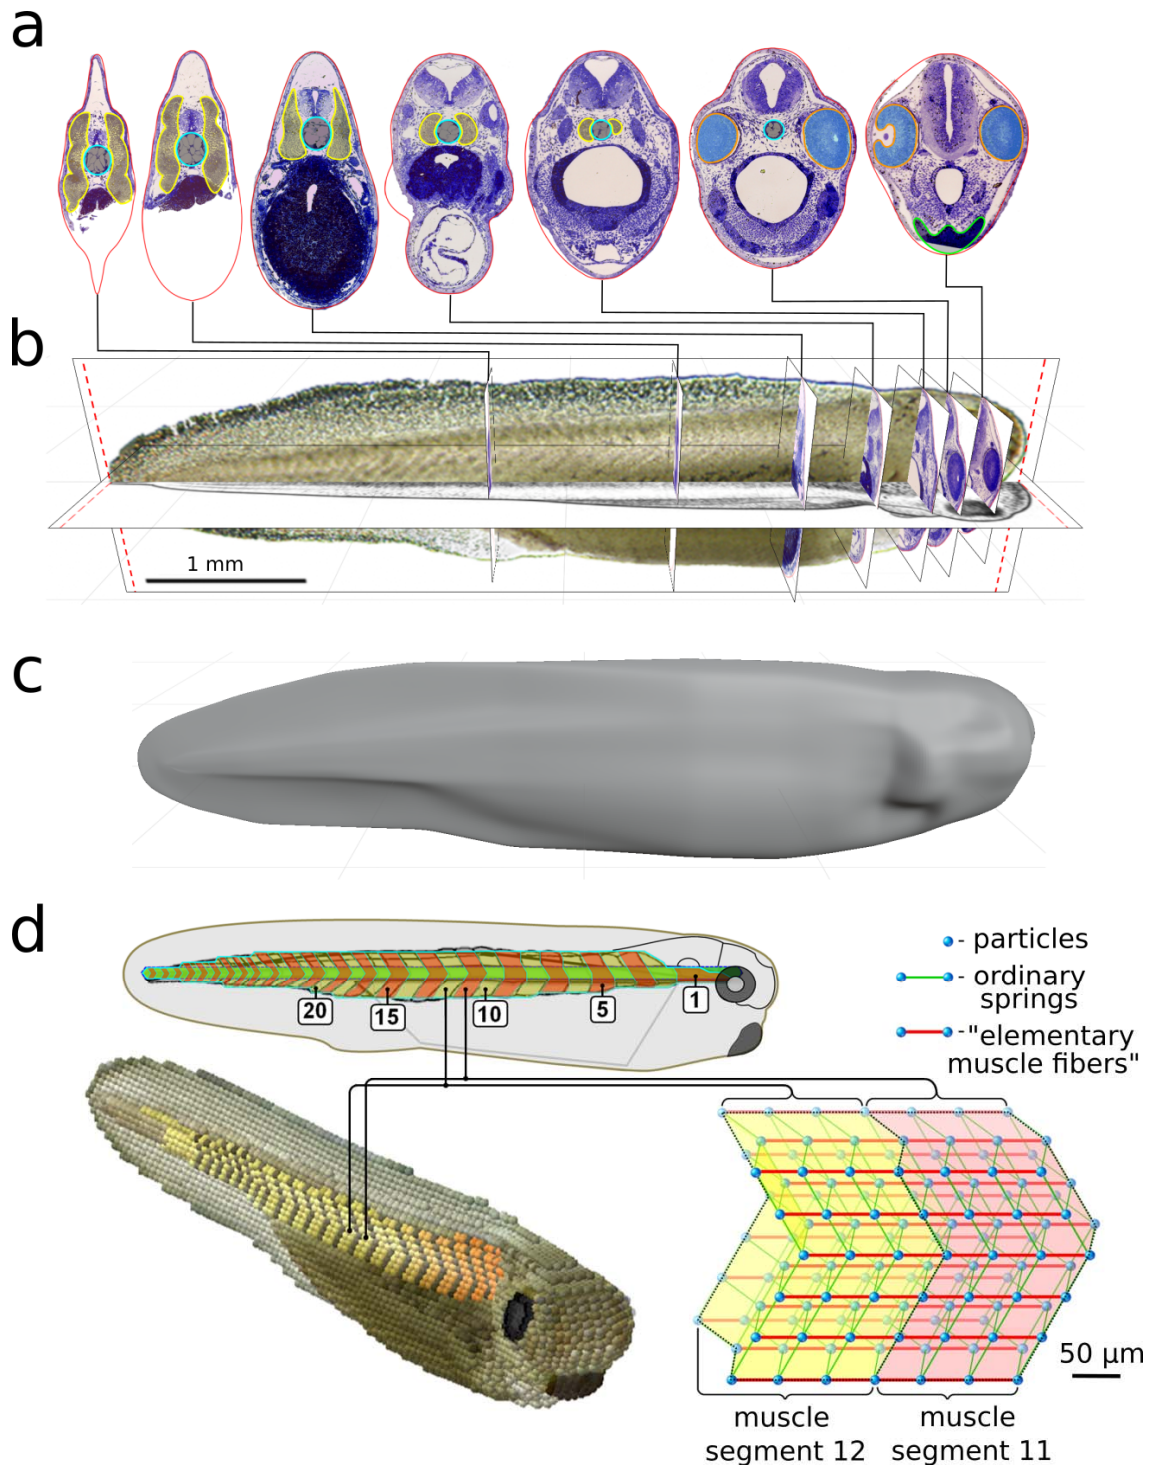 a
b
1 mm
c
d
20
15
10
5
1
- particles
- ordinary
springs
-"elementary
muscle fibers"
50 µm
muscle
segment 12
muscle
segment 11